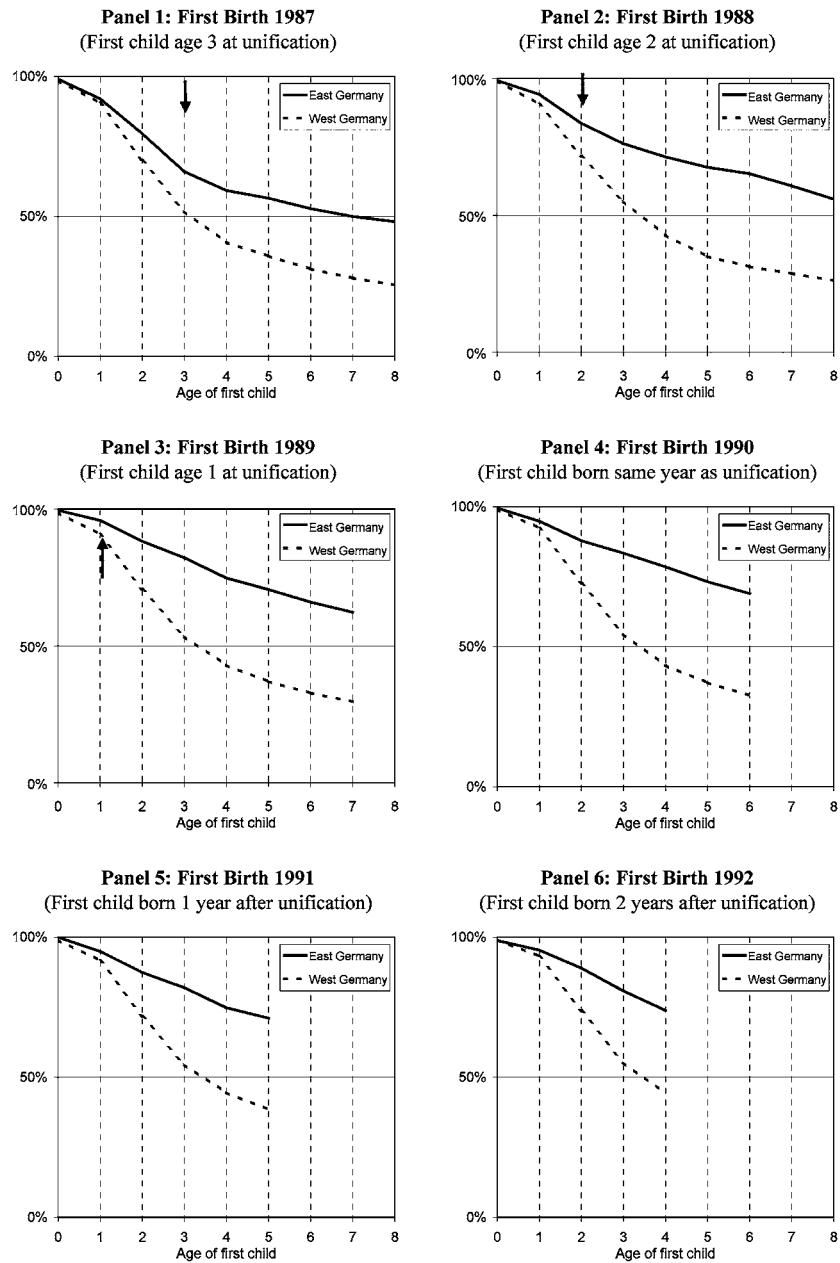 Panel 1: First Birth 1987
(First child age 3 at unification)
100%
50%
0%
East Germany
West Germany
0 1 2 3 4 5 6 7 8
Age of first child
Panel 2: First Birth 1988
(First child age 2 at unification)
100%
50%
0%
East Germany
West Germany
0 1 2 3 4 5 6 7 8
Age of first child
Panel 3: First Birth 1989
(First child age 1 at unification)
100%
50%
0%
East Germany
West Germany
0 1 2 3 4 5 6 7 8
Age of first child
Panel 4: First Birth 1990
(First child born same year as unification)
100%
50%
0%
East Germany
West Germany
0 1 2 3 4 5 6 7 8
Age of first child
Panel 5: First Birth 1991
(First child born 1 year after unification)
100%
50%
0%
East Germany
West Germany
0 1 2 3 4 5 6 7 8
Age of first child
Panel 6: First Birth 1992
(First child born 2 years after unification)
100%
50%
0%
East Germany
West Germany
0 1 2 3 4 5 6 7 8
Age of first child